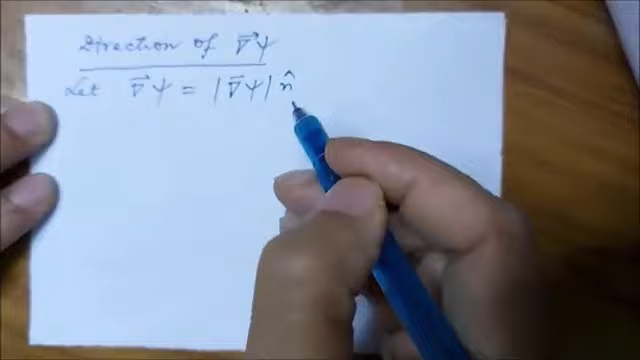 Direction of ∇⃗ψ
Let ∇⃗ψ = |∇⃗ψ| n̂